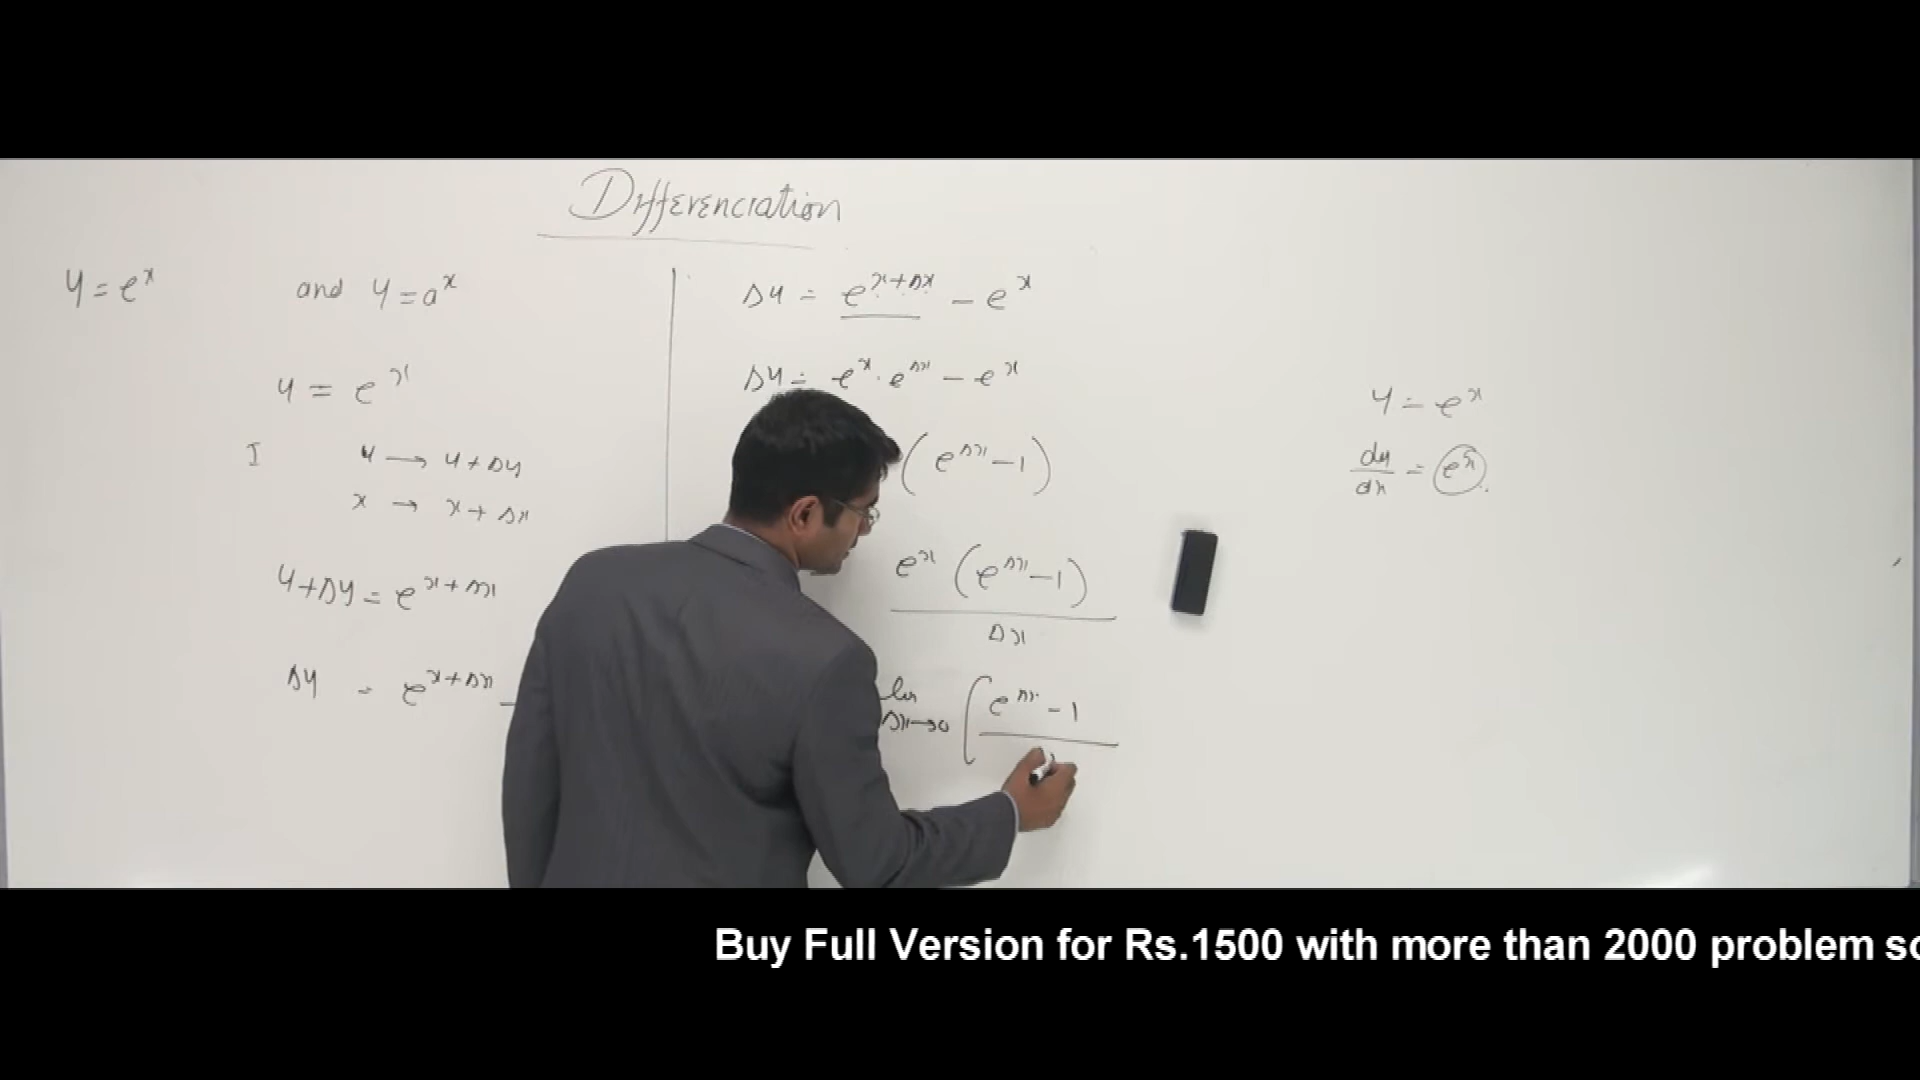 Differenciation
y = e^x and y = a^x
y = e^x
I y → y + Δy
x → x + Δx
y + Δy = e^{x + Δx}
Δy = e^{x + Δx} -
Δy = e^{x + Δx} - e^x
Δy = e^x . e^{Δx} - e^x
(e^{Δx} - 1)
e^x (e^{Δx} - 1)
Δx
lim Δx→0 [ e^{Δx} - 1
y = e^x
dy/dx = e^x
Buy Full Version for Rs.1500 with more than 2000 problem so